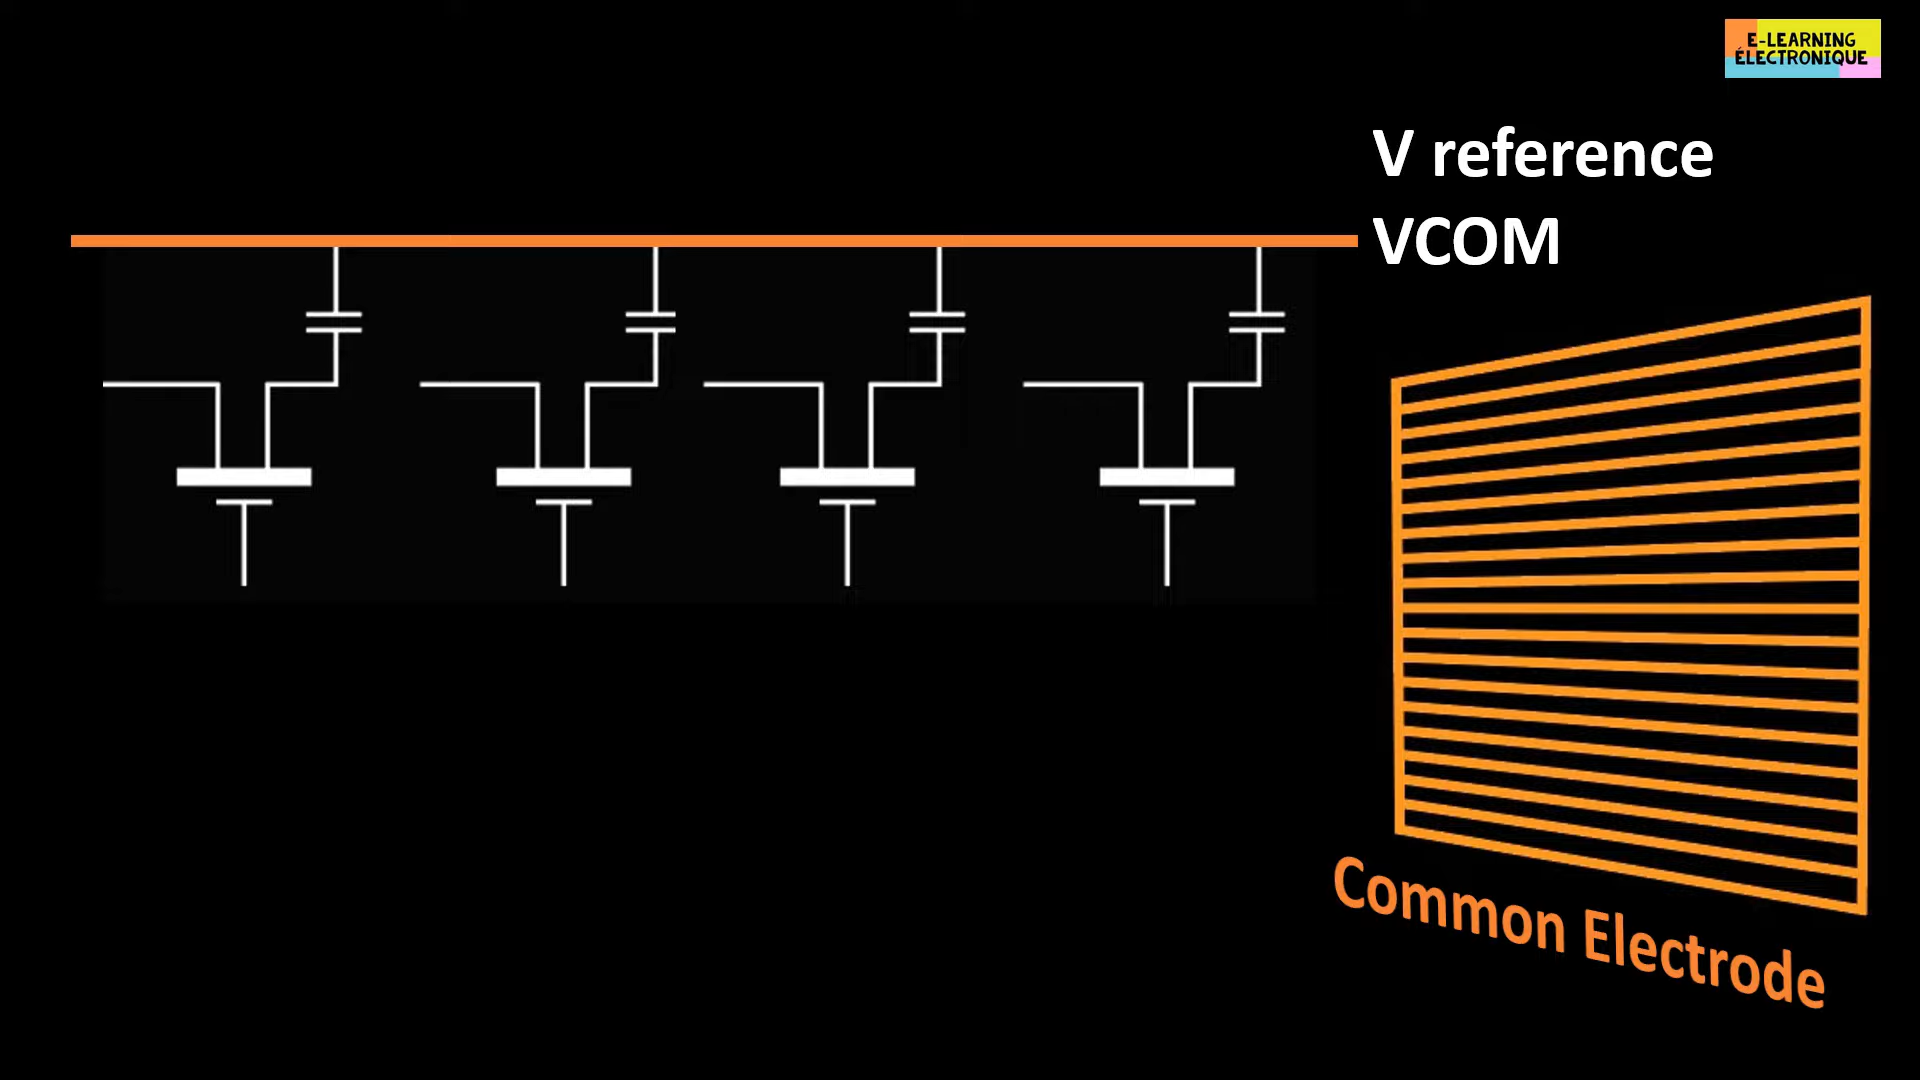 E-LEARNING
ÉLECTRONIQUE
V reference
VCOM
Common Electrode